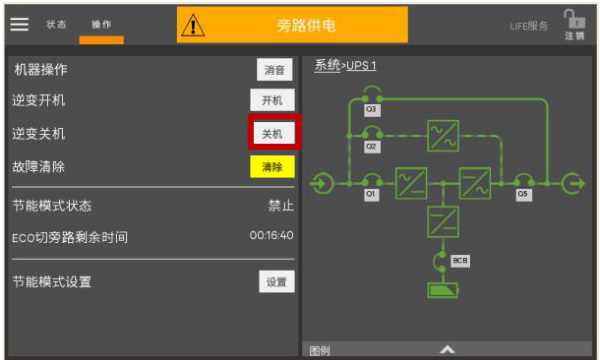 状态 操作 旁路供电 LIFE服务 注销
机器操作 消音
逆变开机 开机
逆变关机 关机
故障清除 清除
节能模式状态 禁止
ECO切旁路剩余时间 00:16:40
节能模式设置 设置
系统>UPS 1
Q3
Q2
Q1
Q5
BCB
图例